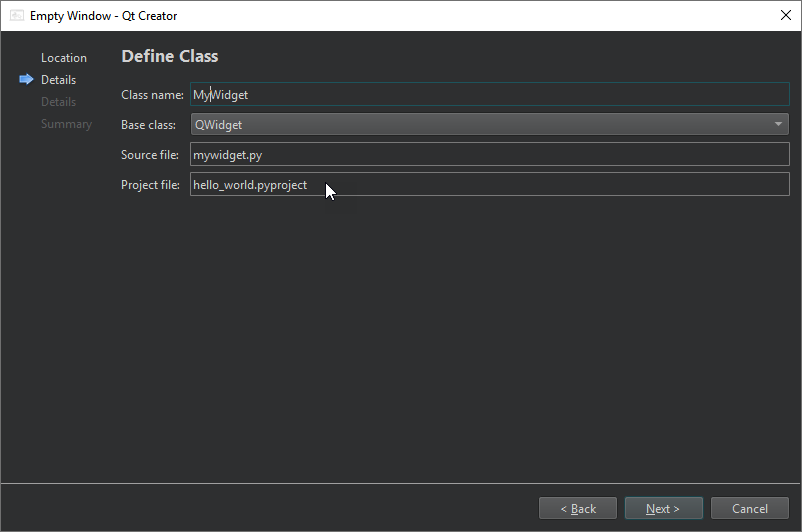 Empty Window - Qt Creator
Location
Details
Details
Summary
Define Class
Class name: MyWidget
Base class: QWidget
Source file: mywidget.py
Project file: hello_world.pyproject
< Back Next > Cancel